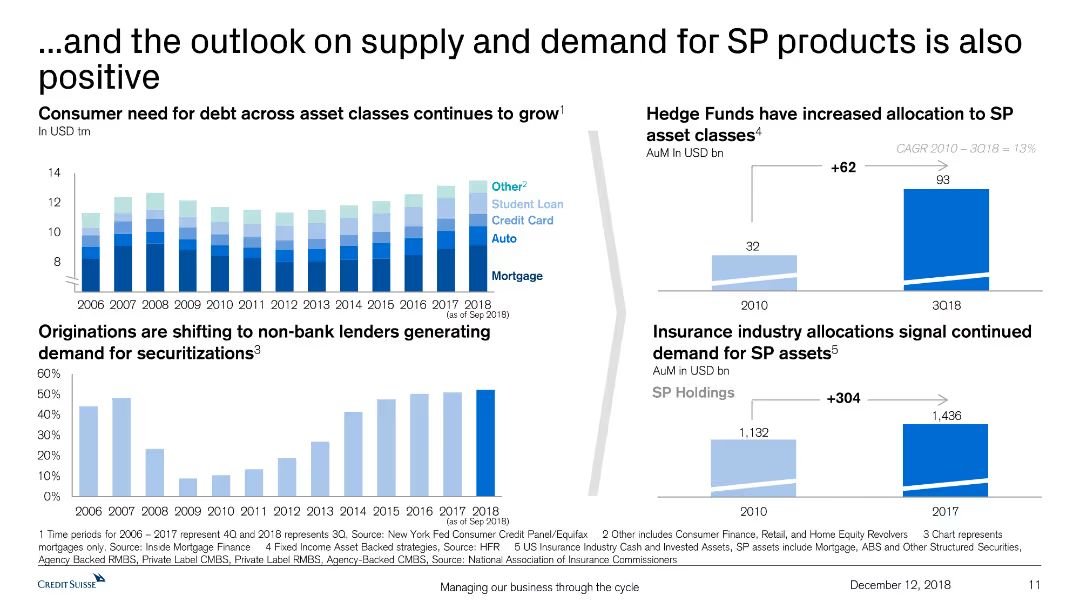 ...and the outlook on supply and demand for SP products is also
positive
Consumer need for debt across asset classes continues to grow1
In USD trn
14
12
10
8
Other2
Student Loan
Credit Card
Auto
Mortgage
2006 2007 2008 2009 2010 2011 2012 2013 2014 2015 2016 2017 2018
(as of Sep 2018)
Originations are shifting to non-bank lenders generating
demand for securitizations3
60%
50%
40%
30%
20%
10%
0%
2006 2007 2008 2009 2010 2011 2012 2013 2014 2015 2016 2017 2018
(as of Sep 2018)
Hedge Funds have increased allocation to SP
asset classes4
AuM In USD bn
CAGR 2010 – 3Q18 = 13%
+62
93
32
2010 3Q18
Insurance industry allocations signal continued
demand for SP assets5
AuM in USD bn
SP Holdings
+304
1,436
1,132
2010 2017
1 Time periods for 2006 – 2017 represent 4Q and 2018 represents 3Q. Source: New York Fed Consumer Credit Panel/Equifax 2 Other includes Consumer Finance, Retail, and Home Equity Revolvers 3 Chart represents
mortgages only. Source: Inside Mortgage Finance 4 Fixed Income Asset Backed strategies, Source: HFR 5 US Insurance Industry Cash and Invested Assets, SP assets include Mortgage, ABS and Other Structured Securities,
Agency Backed RMBS, Private Label CMBS, Private Label RMBS, Agency-Backed CMBS, Source: National Association of Insurance Commissioners
CREDIT SUISSE
Managing our business through the cycle
December 12, 2018
11